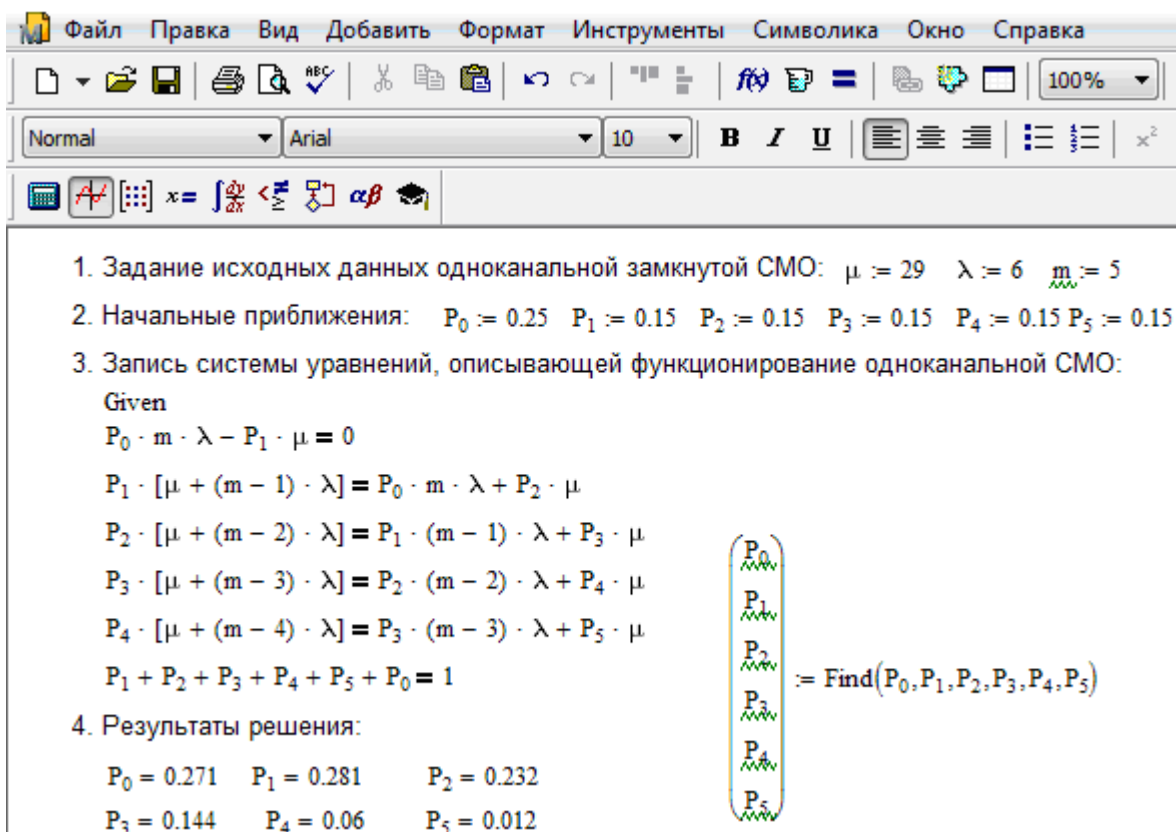 Файл Правка Вид Добавить Формат Инструменты Символика Окно Справка
ABC f(x) 100%
Normal Arial 10 B I U x²
x= ∫dy/dx αβ
1. Задание исходных данных одноканальной замкнутой СМО: μ := 29 λ := 6 m := 5
2. Начальные приближения: P₀ := 0.25 P₁ := 0.15 P₂ := 0.15 P₃ := 0.15 P₄ := 0.15 P₅ := 0.15
3. Запись системы уравнений, описывающей функционирование одноканальной СМО:
Given
P₀ · m · λ − P₁ · μ = 0
P₁ · [μ + (m − 1) · λ] = P₀ · m · λ + P₂ · μ
P₂ · [μ + (m − 2) · λ] = P₁ · (m − 1) · λ + P₃ · μ
P₃ · [μ + (m − 3) · λ] = P₂ · (m − 2) · λ + P₄ · μ
P₄ · [μ + (m − 4) · λ] = P₃ · (m − 3) · λ + P₅ · μ
P₁ + P₂ + P₃ + P₄ + P₅ + P₀ = 1
P₀
P₁
P₂
P₃
P₄
P₅
:= Find(P₀,P₁,P₂,P₃,P₄,P₅)
4. Результаты решения:
P₀ = 0.271 P₁ = 0.281 P₂ = 0.232
P₃ = 0.144 P₄ = 0.06 P₅ = 0.012